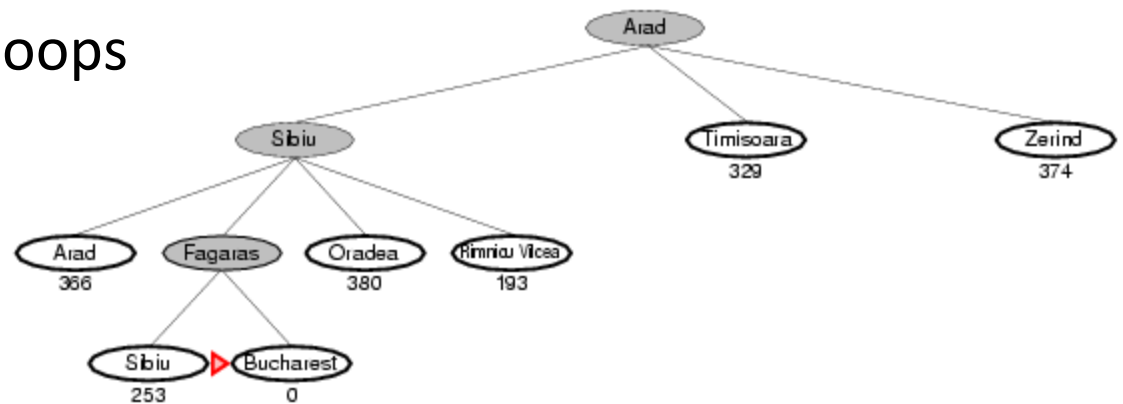 oops
Arad
Sibiu
Timisoara
Zerind
329
374
Arad
Fagaras
Oradea
Rimnicu Vilcea
366
380
193
Sibiu
Bucharest
253
0